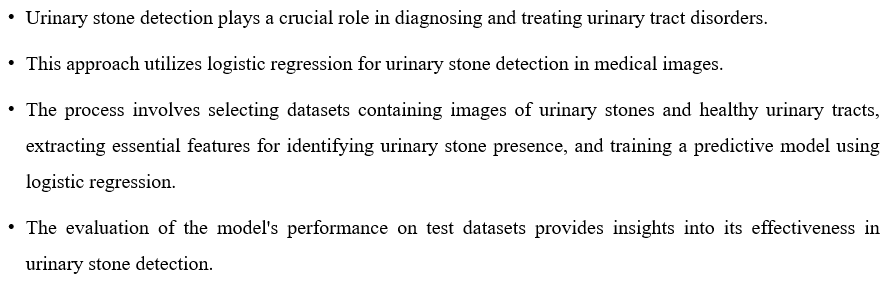 • Urinary stone detection plays a crucial role in diagnosing and treating urinary tract disorders.
• This approach utilizes logistic regression for urinary stone detection in medical images.
• The process involves selecting datasets containing images of urinary stones and healthy urinary tracts,
extracting essential features for identifying urinary stone presence, and training a predictive model using
logistic regression.
• The evaluation of the model's performance on test datasets provides insights into its effectiveness in
urinary stone detection.